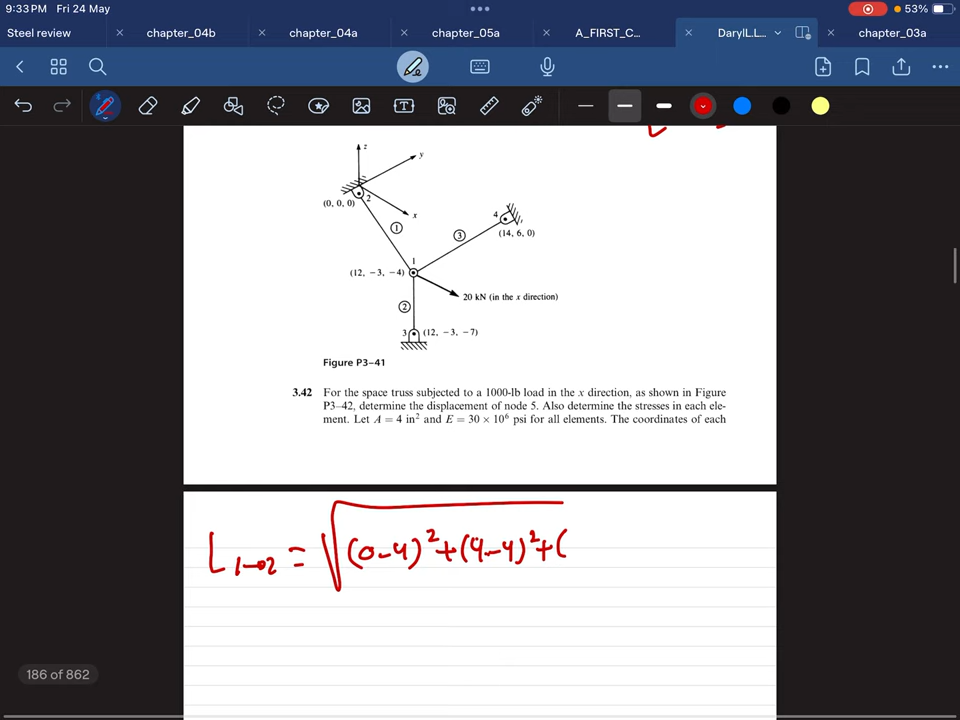 9:33 PM Fri 24 May
53%
Steel review
chapter_04b
chapter_04a
chapter_05a
A_FIRST_C...
DarylL.L...
chapter_03a
z
y
x
2
(0, 0, 0)
1
4
(14, 6, 0)
3
1
(12, −3, −4)
20 kN (in the x direction)
2
3 (12, −3, −7)
Figure P3–41
3.42 For the space truss subjected to a 1000-lb load in the x direction, as shown in Figure
P3–42, determine the displacement of node 5. Also determine the stresses in each ele-
ment. Let A = 4 in² and E = 30 × 10⁶ psi for all elements. The coordinates of each
L₁→₂ = √(0-4)²+(4-4)²+(
186 of 862